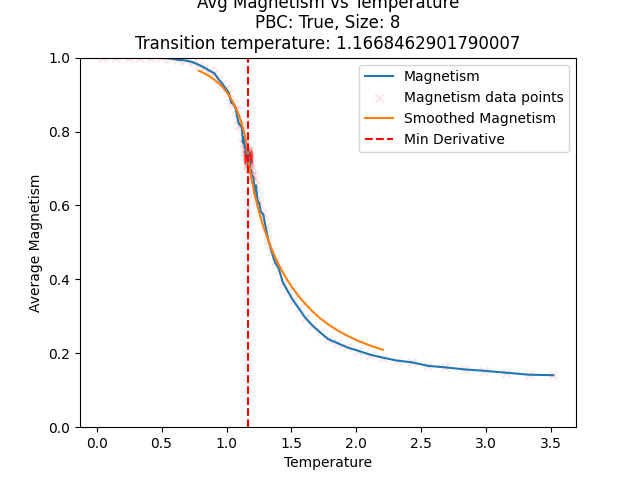 Avg Magnetism vs Temperature
PBC: True, Size: 8
Transition temperature: 1.1668462901790007
Magnetism
Magnetism data points
Smoothed Magnetism
Min Derivative
1.0
0.8
0.6
0.4
0.2
0.0
Average Magnetism
0.0 0.5 1.0 1.5 2.0 2.5 3.0 3.5
Temperature